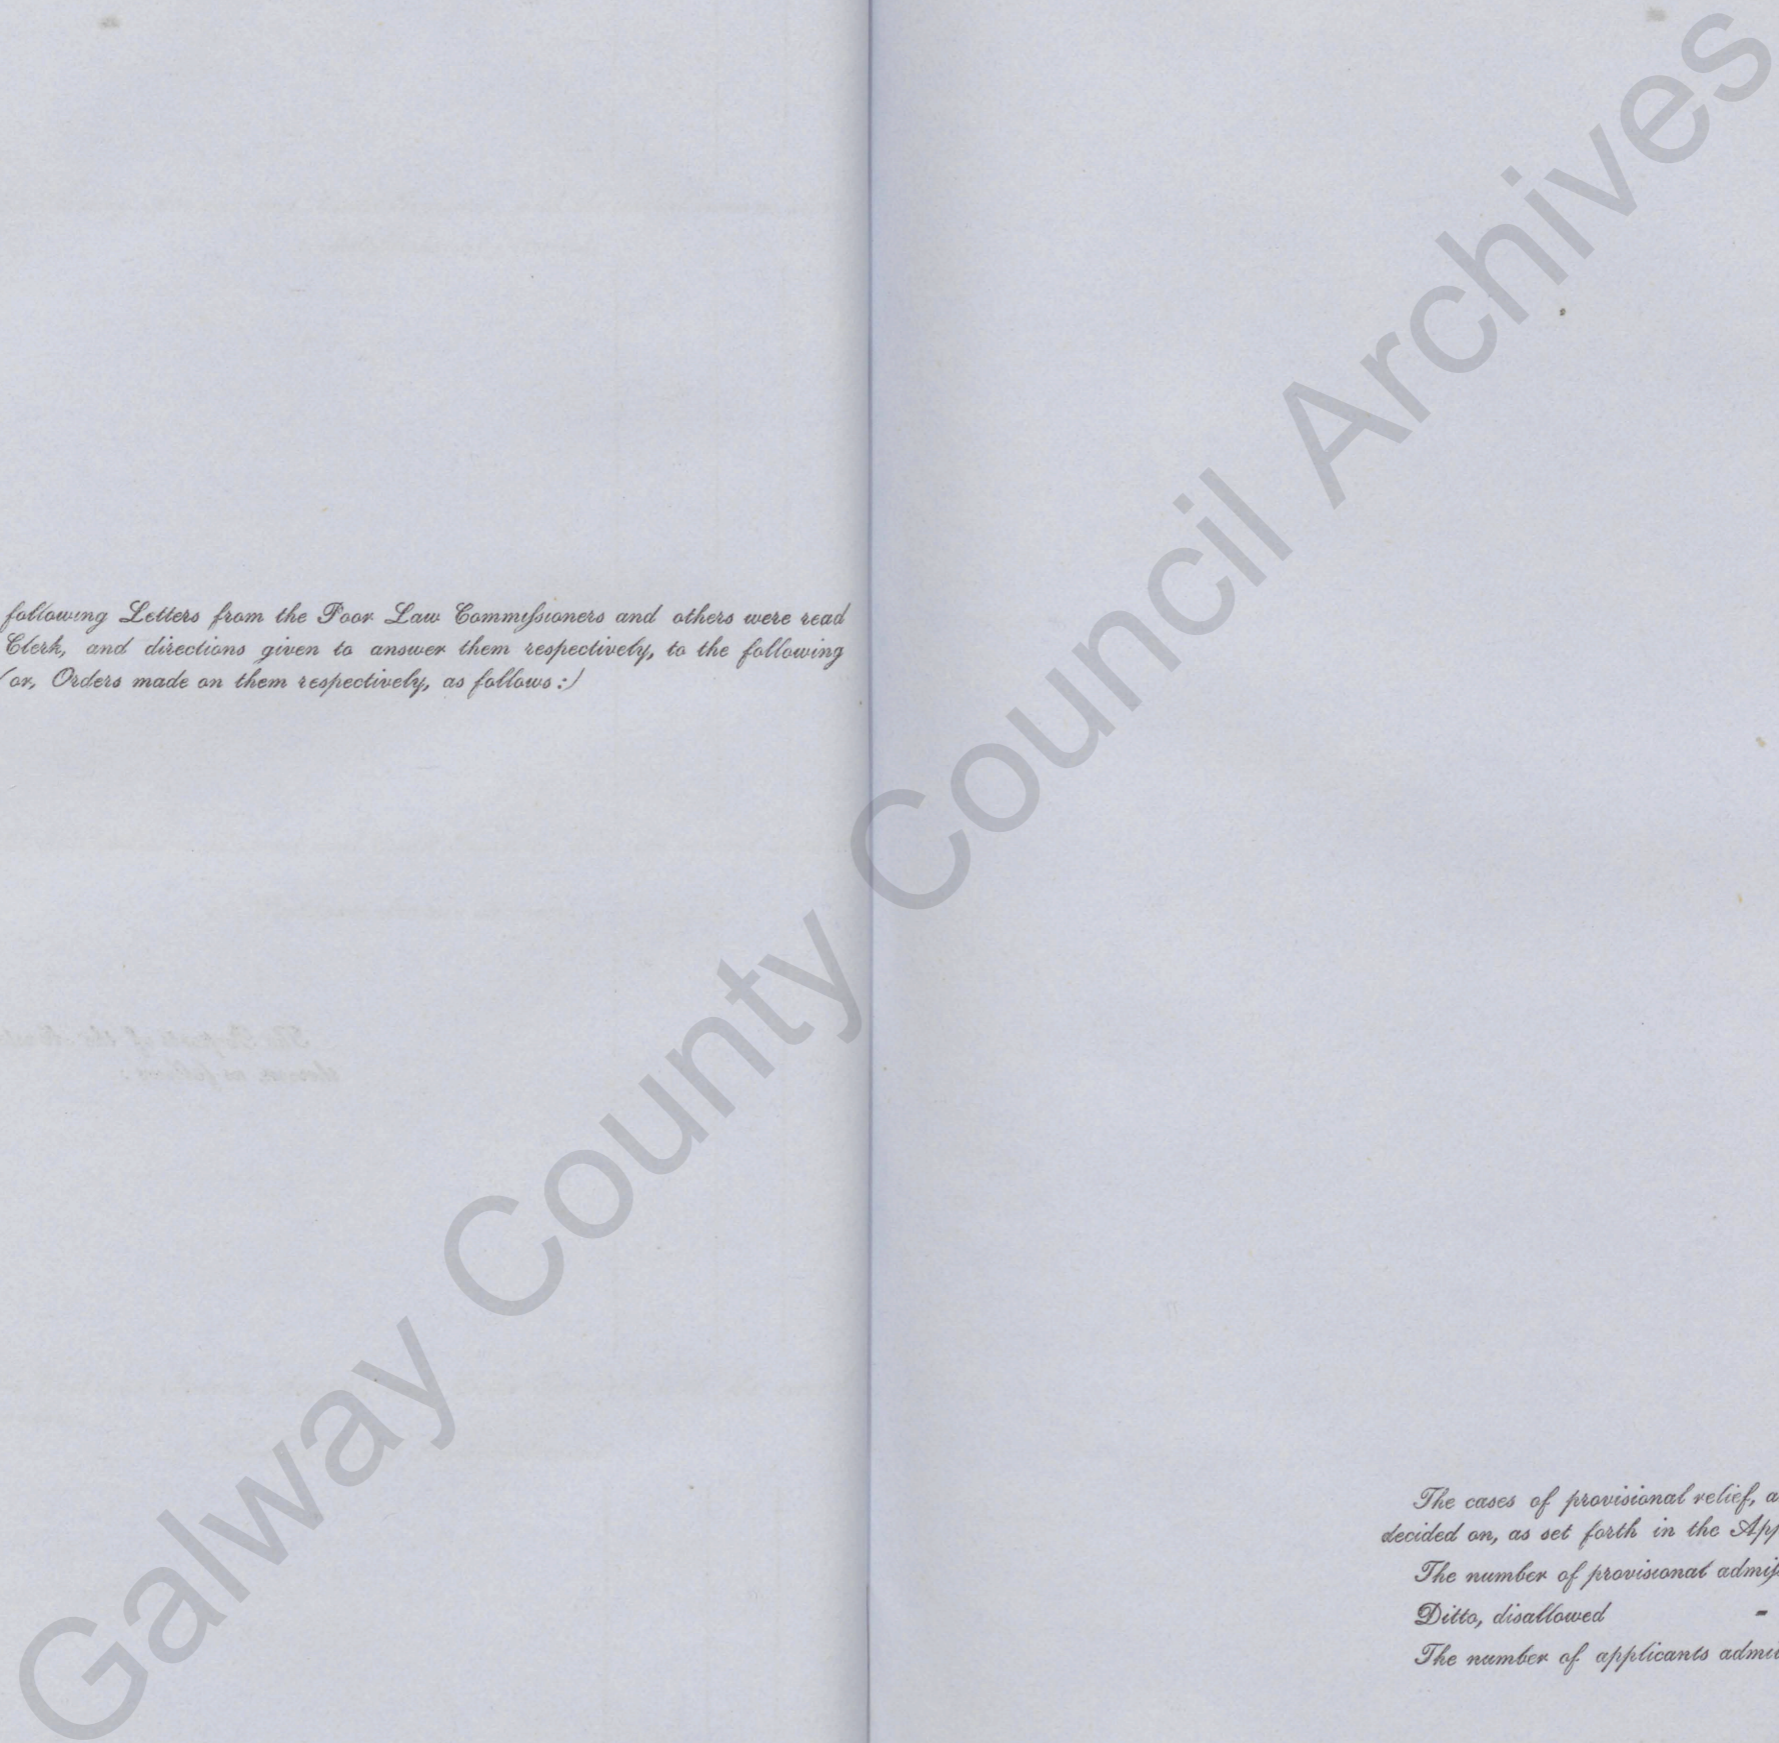 following Letters from the Poor Law Commiſsioners and others were read
Clerk, and directions given to answer them respectively, to the following
(or, Orders made on them respectively, as follows:)
The cases of provisional relief, a
decided on, as set forth in the App
The number of provisional admiſs
Ditto, disallowed -
The number of applicants admi
Galway County Council Archives